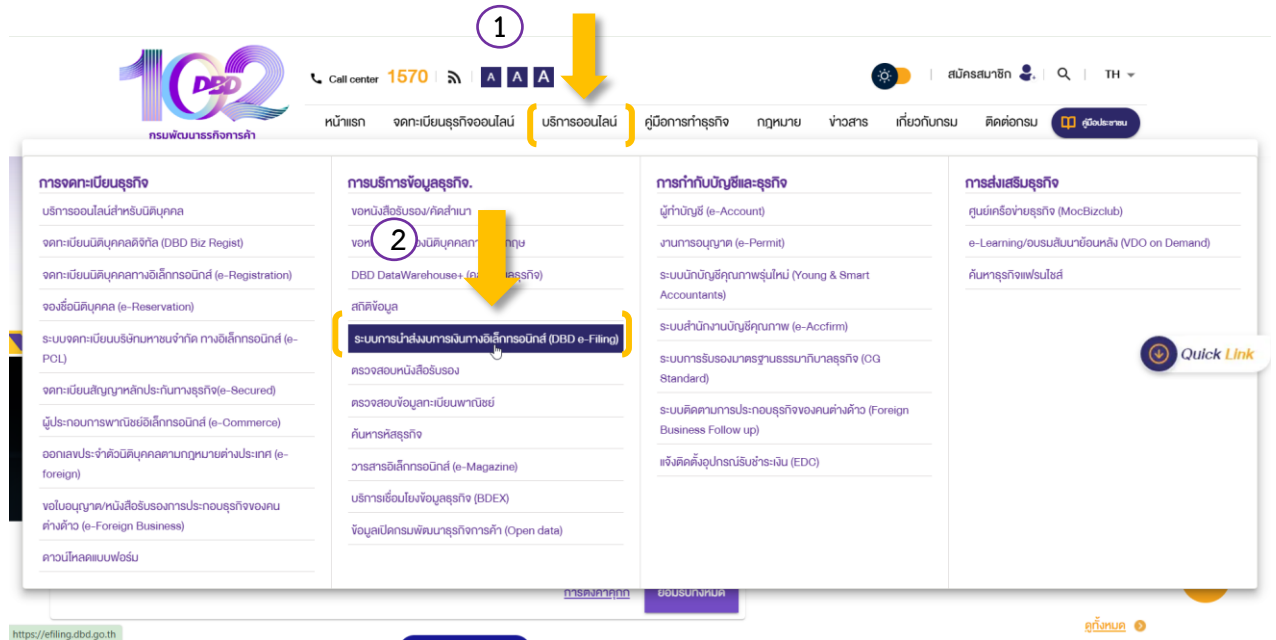 1
102
DBD
กรมพัฒนาธุรกิจการค้า
Call center 1570 A A A
สมัครสมาชิก TH
หน้าแรก จดทะเบียนธุรกิจออนไลน์ บริการออนไลน์ คู่มือการทำธุรกิจ กฎหมาย ข่าวสาร เกี่ยวกับกรม ติดต่อกรม คู่มือประชาชน
การจดทะเบียนธุรกิจ
บริการออนไลน์สำหรับนิติบุคคล
จดทะเบียนนิติบุคคลดิจิทัล (DBD Biz Regist)
จดทะเบียนนิติบุคคลทางอิเล็กทรอนิกส์ (e-Registration)
จองชื่อนิติบุคคล (e-Reservation)
ระบบจดทะเบียนบริษัทมหาชนจำกัด ทางอิเล็กทรอนิกส์ (e-
PCL)
จดทะเบียนสัญญาหลักประกันทางธุรกิจ(e-Secured)
ผู้ประกอบการพาณิชย์อิเล็กทรอนิกส์ (e-Commerce)
ออกเลขประจำตัวนิติบุคคลตามกฎหมายต่างประเทศ (e-
foreign)
ขอใบอนุญาต/หนังสือรับรองการประกอบธุรกิจของคน
ต่างด้าว (e-Foreign Business)
ดาวน์โหลดแบบฟอร์ม
การบริการข้อมูลธุรกิจ.
ขอหนังสือรับรอง/คัดสำเนา
2
DBD DataWarehouse+
สถิติข้อมูล
ระบบการนำส่งงบการเงินทางอิเล็กทรอนิกส์ (DBD e-Filing)
ตรวจสอบหนังสือรับรอง
ตรวจสอบข้อมูลทะเบียนพาณิชย์
ค้นหารหัสธุรกิจ
วารสารอิเล็กทรอนิกส์ (e-Magazine)
บริการเชื่อมโยงข้อมูลธุรกิจ (BDEX)
ข้อมูลเปิดกรมพัฒนาธุรกิจการค้า (Open data)
การกำกับบัญชีและธุรกิจ
ผู้ทำบัญชี (e-Account)
งานการอนุญาต (e-Permit)
ระบบนักบัญชีคุณภาพรุ่นใหม่ (Young & Smart
Accountants)
ระบบสำนักงานบัญชีคุณภาพ (e-Accfirm)
ระบบการรับรองมาตรฐานธรรมาภิบาลธุรกิจ (CG
Standard)
ระบบติดตามการประกอบธุรกิจของคนต่างด้าว (Foreign
Business Follow up)
แจ้งติดตั้งอุปกรณ์รับชำระเงิน (EDC)
การส่งเสริมธุรกิจ
ศูนย์เครือข่ายธุรกิจ (MocBizclub)
e-Learning/อบรมสัมมนาย้อนหลัง (VDO on Demand)
ค้นหาธุรกิจแฟรนไชส์
Quick Link
การตั้งค่าคุกกี้ ยอมรับทั้งหมด
ดูทั้งหมด
https://efiling.dbd.go.th